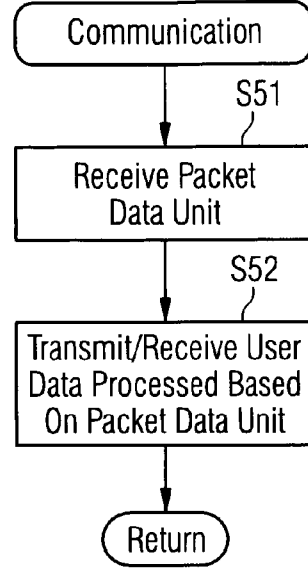 Communication
S51
Receive Packet
Data Unit
S52
Transmit/Receive User
Data Processed Based
On Packet Data Unit
Return